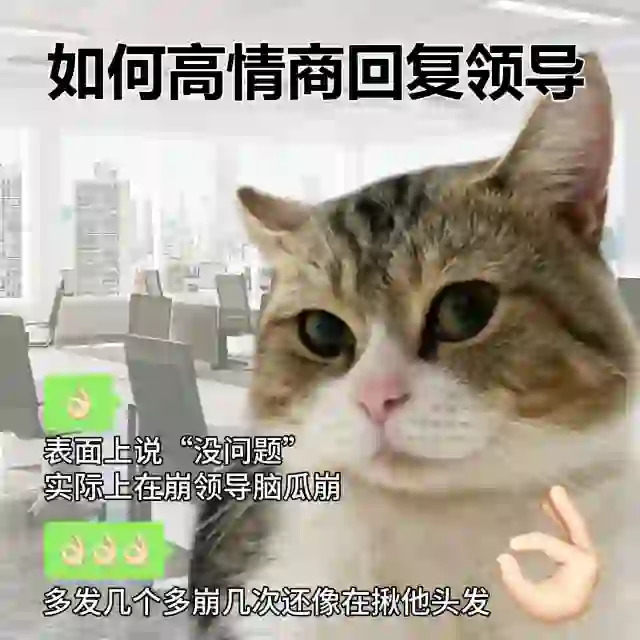 如何高情商回复领导
👌🏻
表面上说“没问题”
实际上在崩领导脑瓜崩
👌🏻👌🏻👌🏻
多发几个多崩几次还像在揪他头发